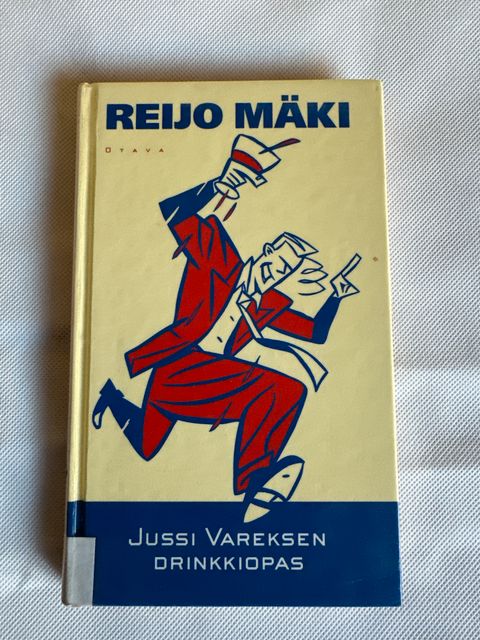 REIJO MÄKI
OTAVA
JUSSI VAREKSEN
DRINKKIOPAS